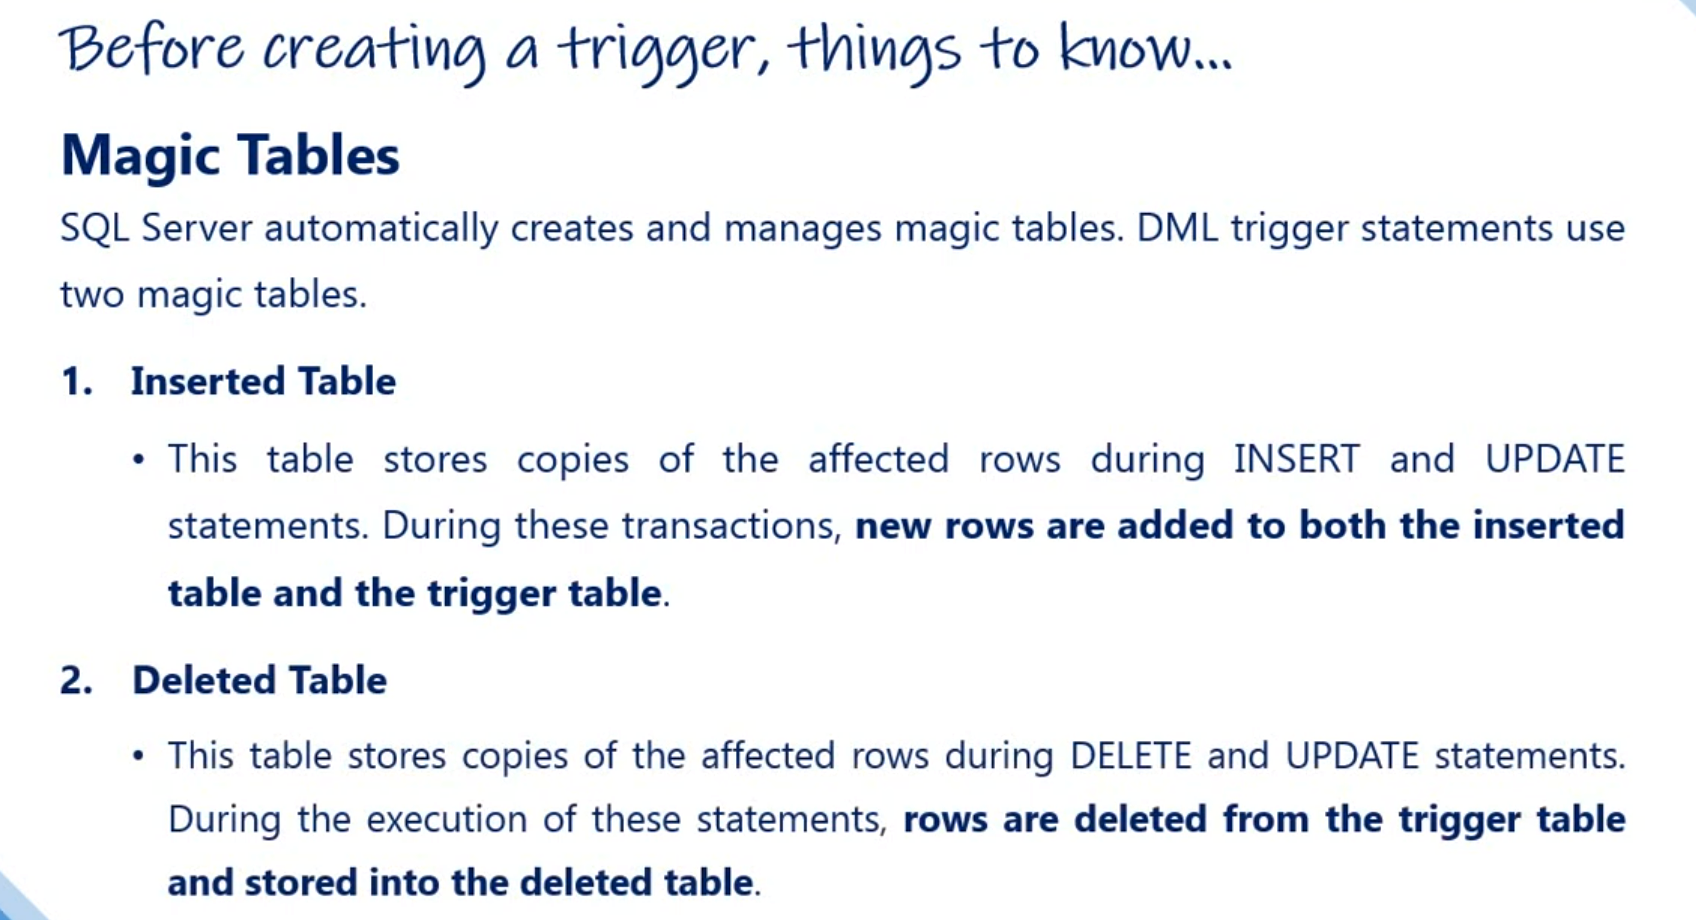 Before creating a trigger, things to know...
Magic Tables
SQL Server automatically creates and manages magic tables. DML trigger statements use
two magic tables.
1. Inserted Table
• This table stores copies of the affected rows during INSERT and UPDATE
statements. During these transactions, new rows are added to both the inserted
table and the trigger table.
2. Deleted Table
• This table stores copies of the affected rows during DELETE and UPDATE statements.
During the execution of these statements, rows are deleted from the trigger table
and stored into the deleted table.